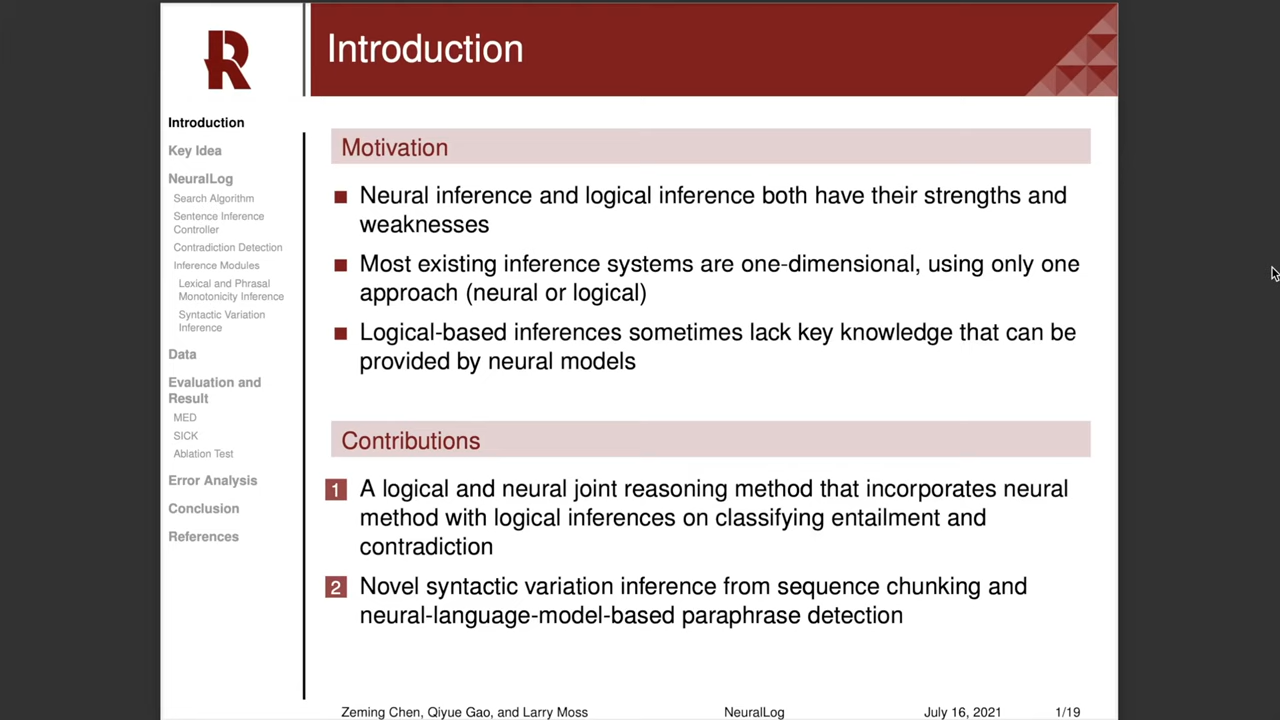 Introduction
Introduction
Key Idea
NeuralLog
Search Algorithm
Sentence Inference
Controller
Contradiction Detection
Inference Modules
Lexical and Phrasal
Monotonicity Inference
Syntactic Variation
Inference
Data
Evaluation and
Result
MED
SICK
Ablation Test
Error Analysis
Conclusion
References
Motivation
Neural inference and logical inference both have their strengths and
weaknesses
Most existing inference systems are one-dimensional, using only one
approach (neural or logical)
Logical-based inferences sometimes lack key knowledge that can be
provided by neural models
Contributions
1 A logical and neural joint reasoning method that incorporates neural
method with logical inferences on classifying entailment and
contradiction
2 Novel syntactic variation inference from sequence chunking and
neural-language-model-based paraphrase detection
Zeming Chen, Qiyue Gao, and Larry Moss NeuralLog July 16, 2021 1/19